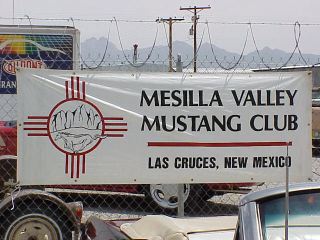 MESILLA VALLEY
MUSTANG CLUB
LAS CRUCES, NEW MEXICO